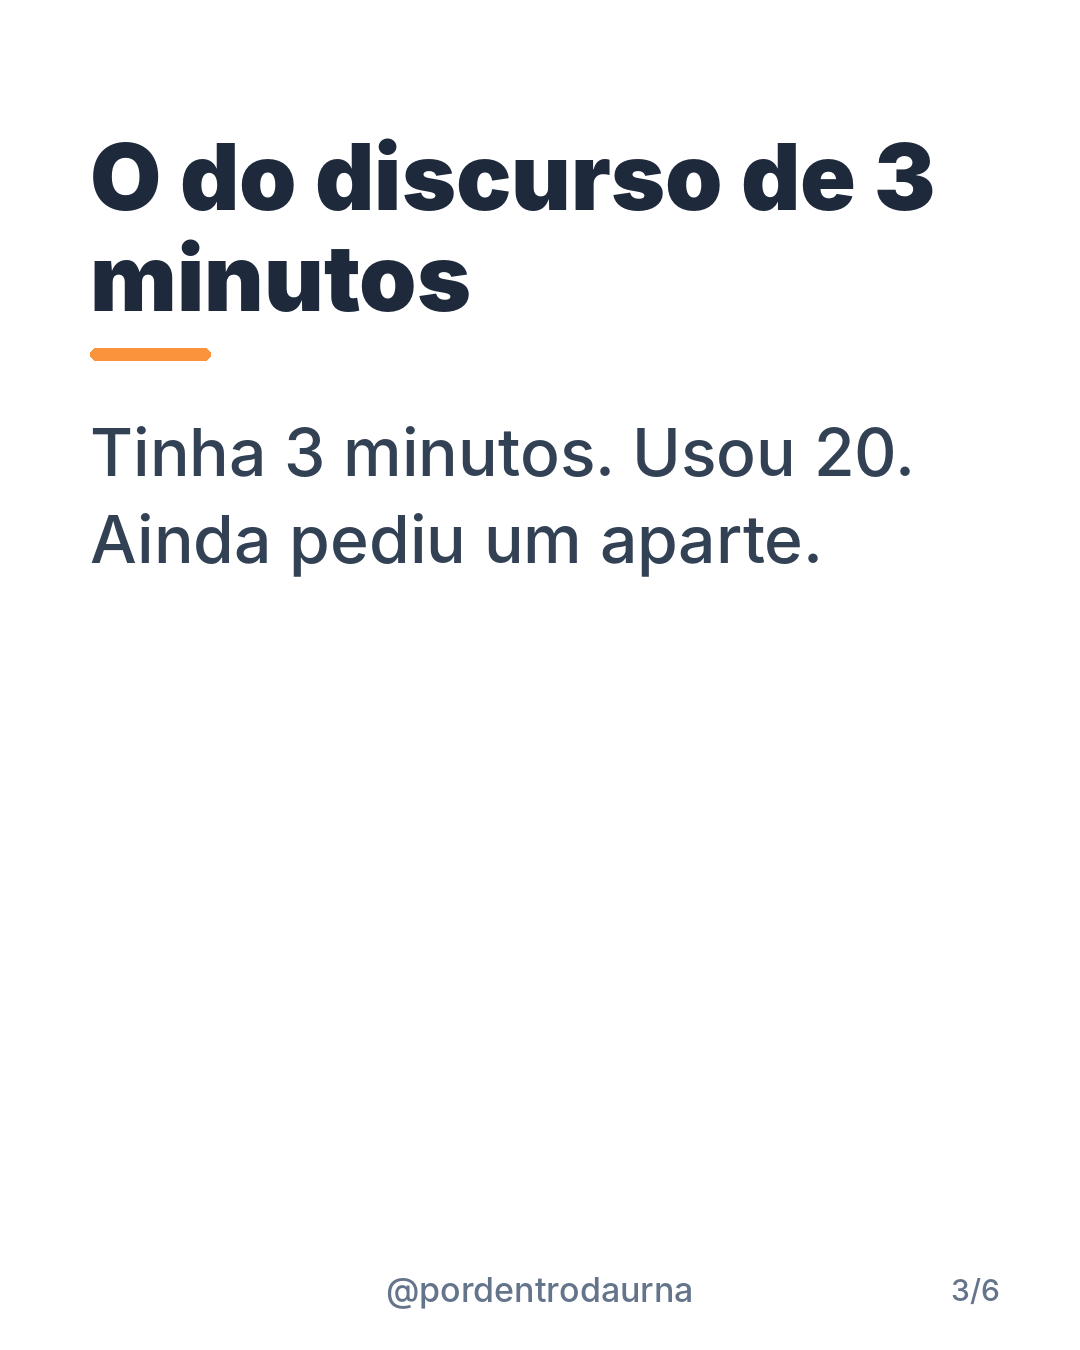 O do discurso de 3
minutos
Tinha 3 minutos. Usou 20.
Ainda pediu um aparte.
@pordentrodaurna
3/6